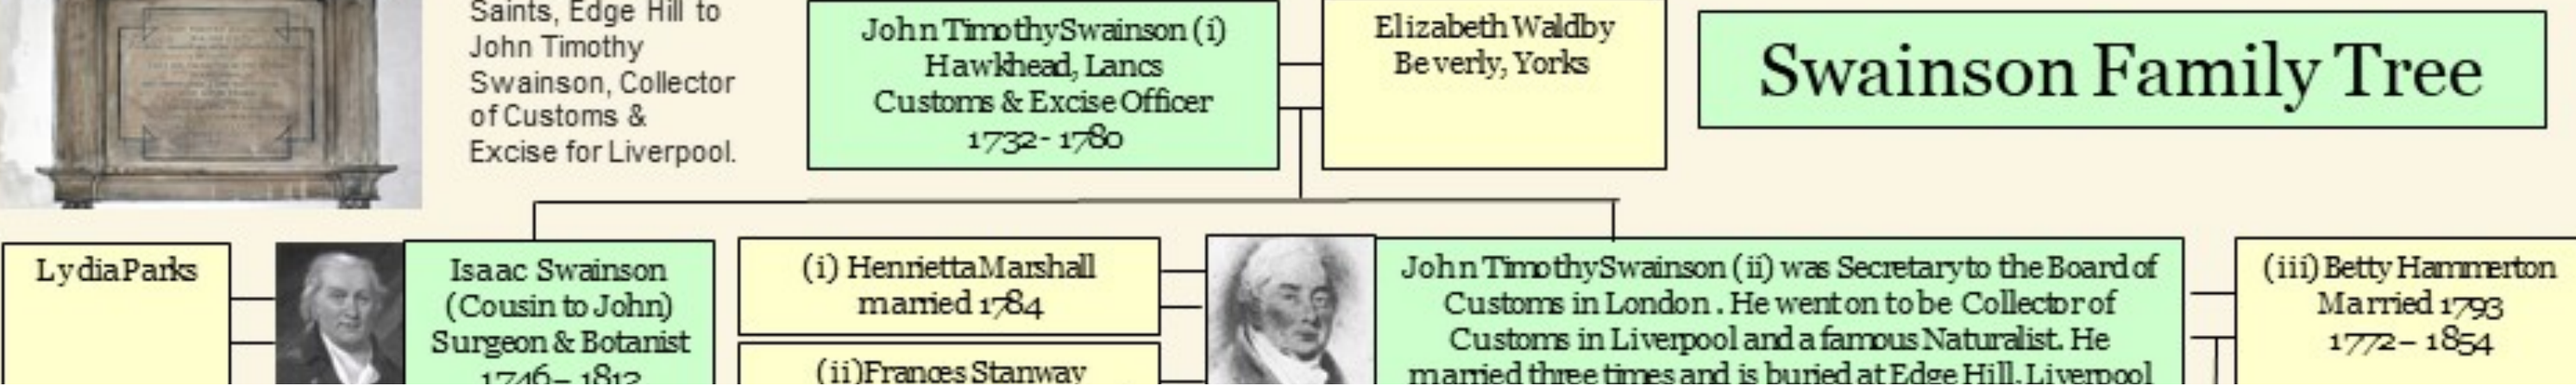 Saints, Edge Hill to
John Timothy
Swainson, Collector
of Customs &
Excise for Liverpool.
John Timothy Swainson (i)
Hawkhead, Lancs
Customs & Excise Officer
1732 - 1780
Elizabeth Waldby
Beverly, Yorks
Swainson Family Tree
Lydia Parks
Isaac Swainson
(Cousin to John)
Surgeon & Botanist
1746 – 1812
(i) Henrietta Marshall
married 1784
(ii) Frances Stanway
John Timothy Swainson (ii) was Secretary to the Board of
Customs in London . He went on to be Collector of
Customs in Liverpool and a famous Naturalist. He
married three times and is buried at Edge Hill, Liverpool
(iii) Betty Hammerton
Married 1793
1772 – 1854